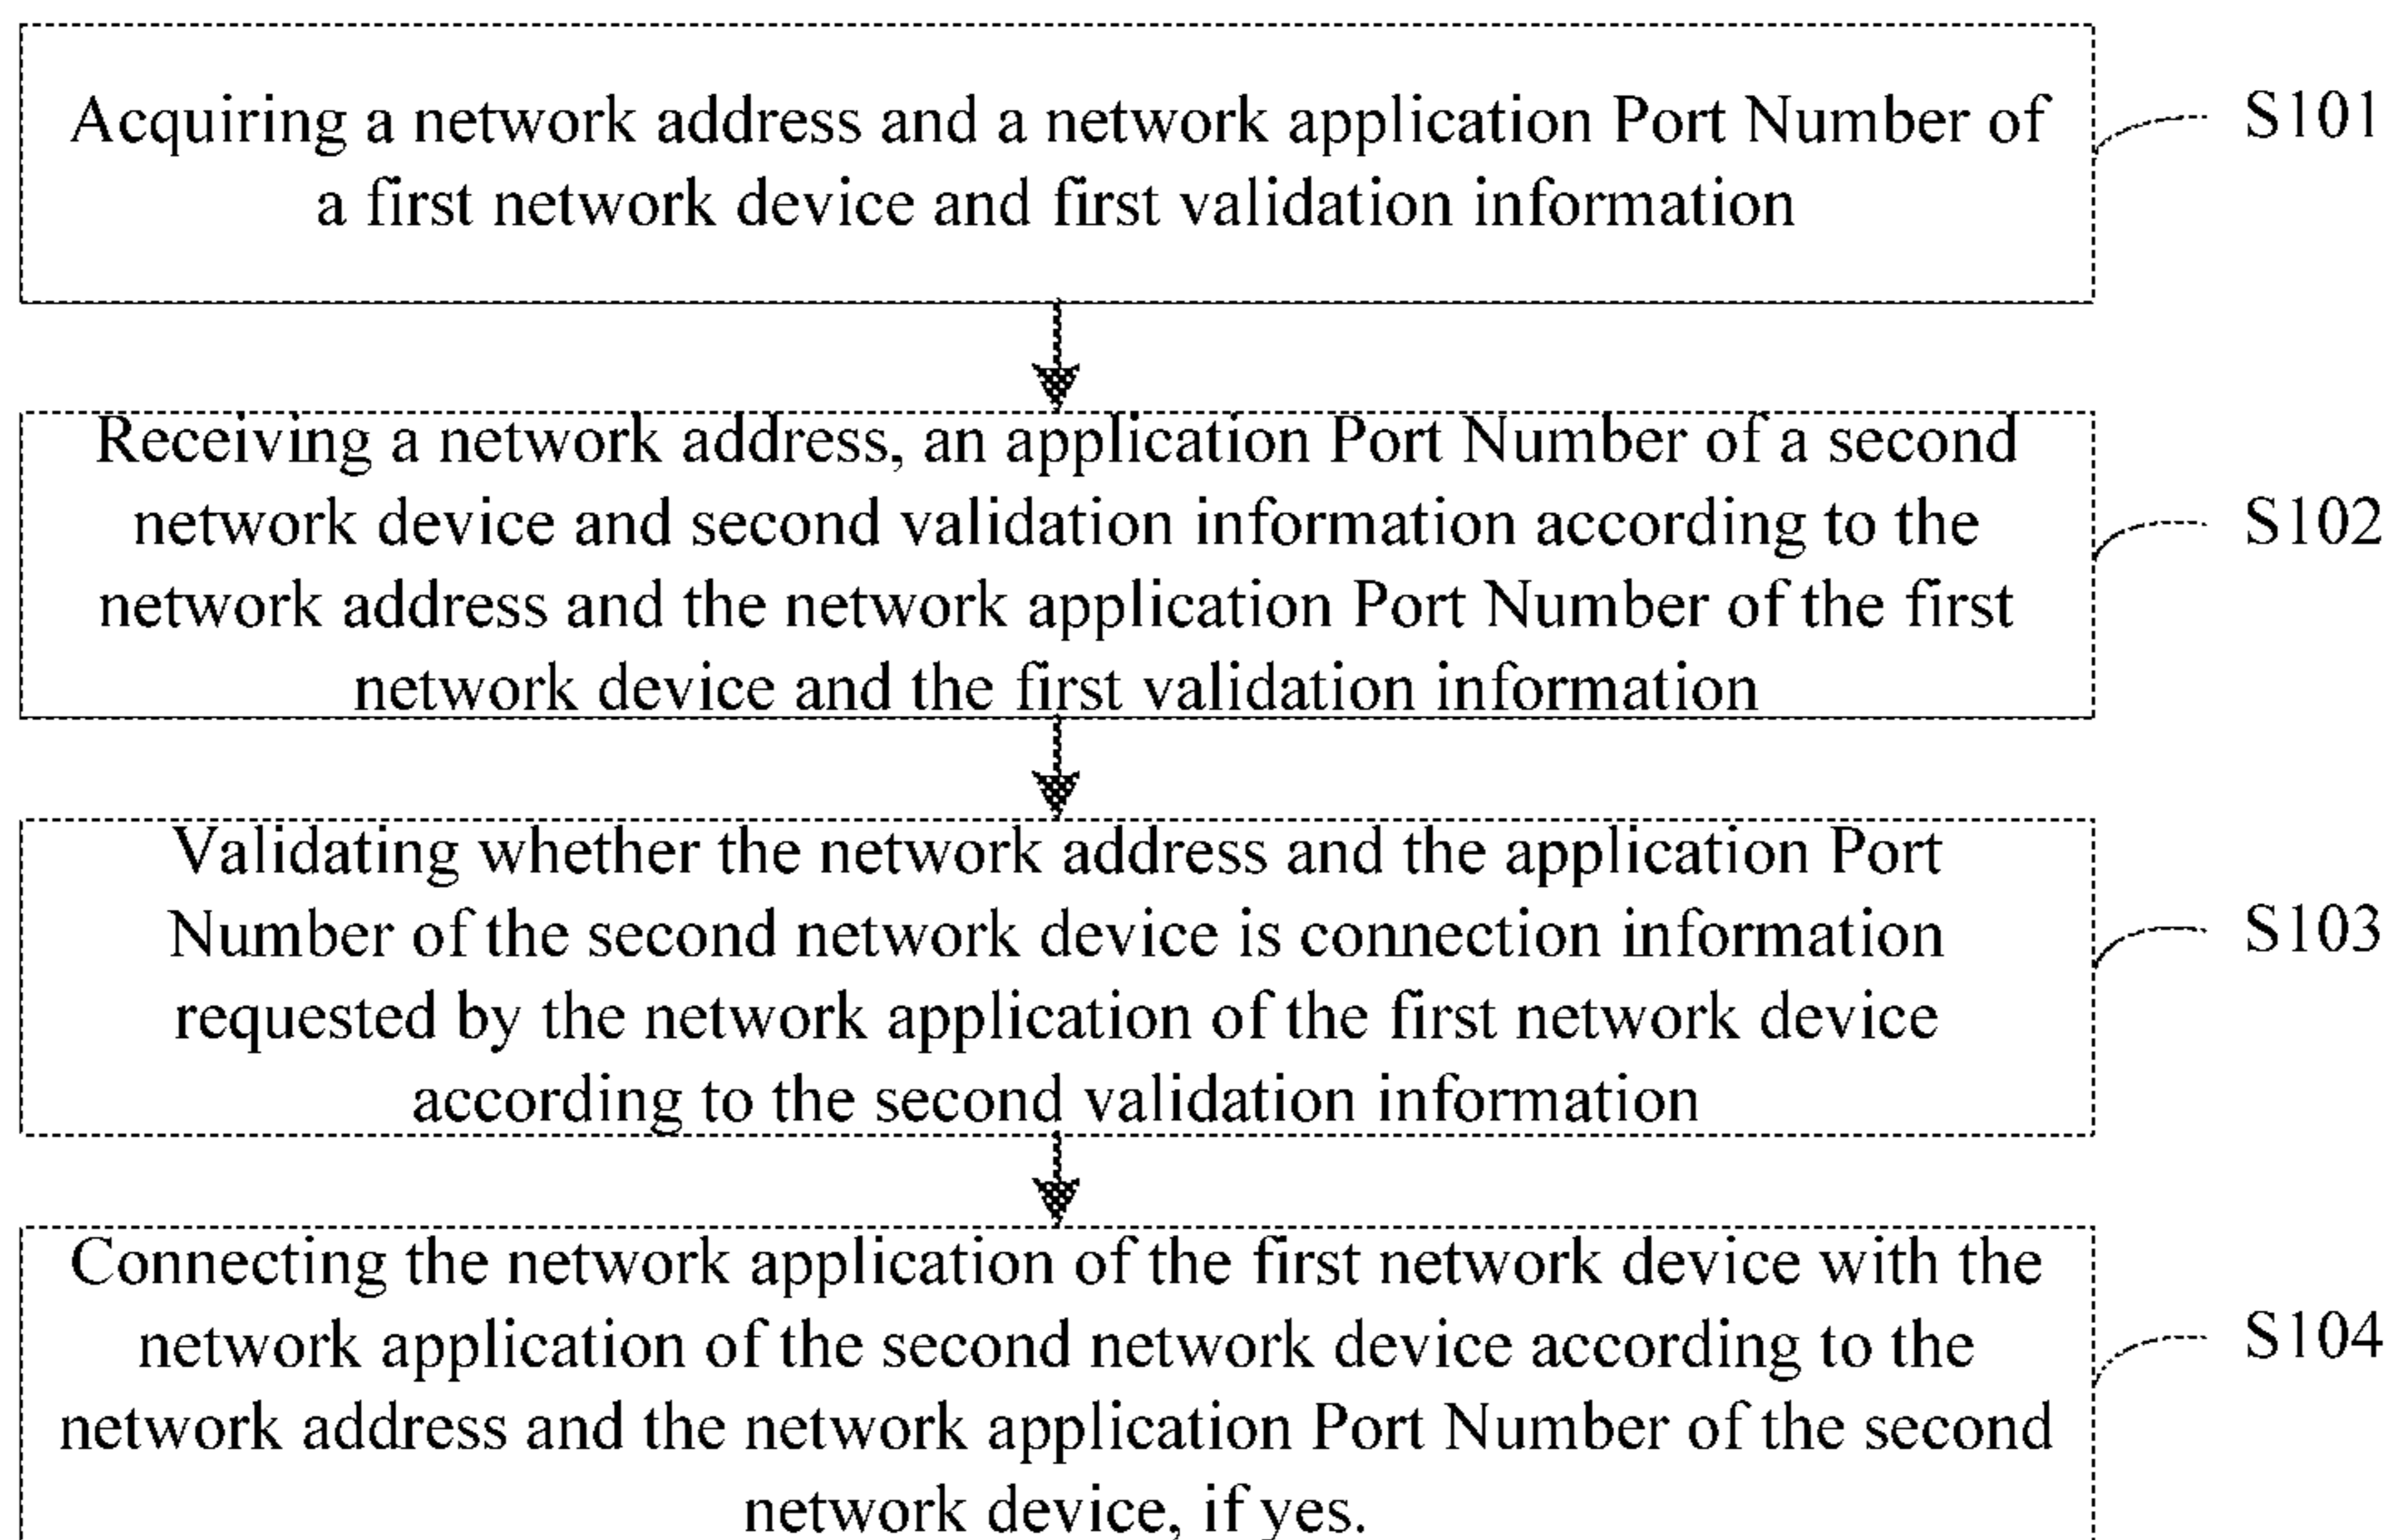 Acquiring a network address and a network application Port Number of
a first network device and first validation information
S101
Receiving a network address, an application Port Number of a second
network device and second validation information according to the
network address and the network application Port Number of the first
network device and the first validation information
S102
Validating whether the network address and the application Port
Number of the second network device is connection information
requested by the network application of the first network device
according to the second validation information
S103
Connecting the network application of the first network device with the
network application of the second network device according to the
network address and the network application Port Number of the second
network device, if yes.
S104